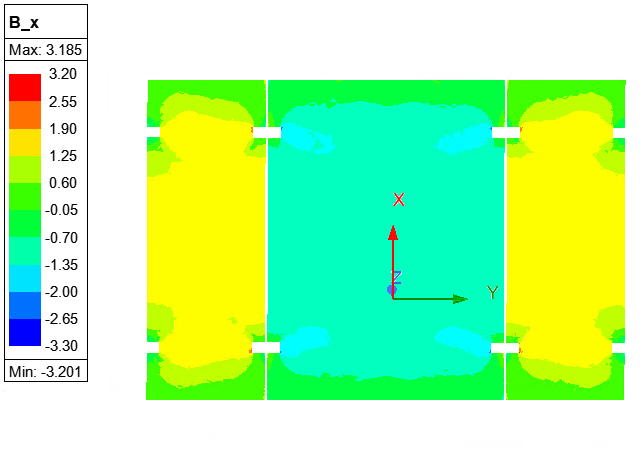 B_x
Max: 3.185
3.20
2.55
1.90
1.25
0.60
-0.05
-0.70
-1.35
-2.00
-2.65
-3.30
Min: -3.201
X
Z
Y